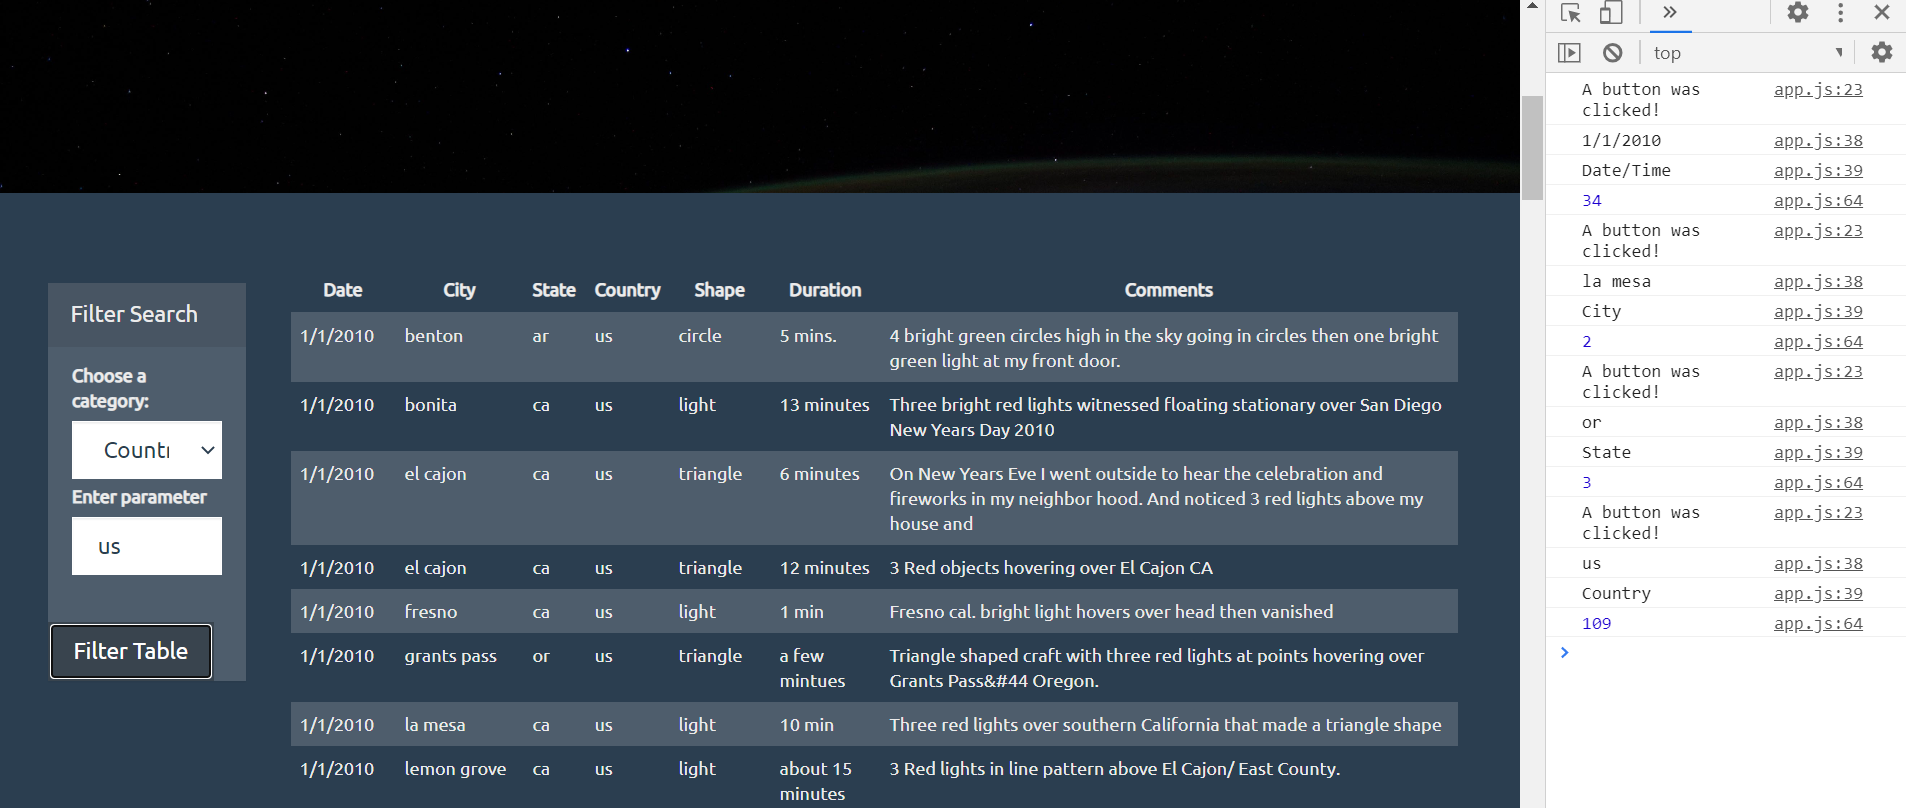 Filter Search
Choose a
category:
Countr
Enter parameter
us
Filter Table
Date City State Country Shape Duration Comments
1/1/2010 benton ar us circle 5 mins. 4 bright green circles high in the sky going in circles then one bright
green light at my front door.
1/1/2010 bonita ca us light 13 minutes Three bright red lights witnessed floating stationary over San Diego
New Years Day 2010
1/1/2010 el cajon ca us triangle 6 minutes On New Years Eve I went outside to hear the celebration and
fireworks in my neighbor hood. And noticed 3 red lights above my
house and
1/1/2010 el cajon ca us triangle 12 minutes 3 Red objects hovering over El Cajon CA
1/1/2010 fresno ca us light 1 min Fresno cal. bright light hovers over head then vanished
1/1/2010 grants pass or us triangle a few Triangle shaped craft with three red lights at points hovering over
mintues Grants Pass&#44 Oregon.
1/1/2010 la mesa ca us light 10 min Three red lights over southern California that made a triangle shape
1/1/2010 lemon grove ca us light about 15 3 Red lights in line pattern above El Cajon/ East County.
minutes
top
A button was app.js:23
clicked!
1/1/2010 app.js:38
Date/Time app.js:39
34 app.js:64
A button was app.js:23
clicked!
la mesa app.js:38
City app.js:39
2 app.js:64
A button was app.js:23
clicked!
or app.js:38
State app.js:39
3 app.js:64
A button was app.js:23
clicked!
us app.js:38
Country app.js:39
109 app.js:64